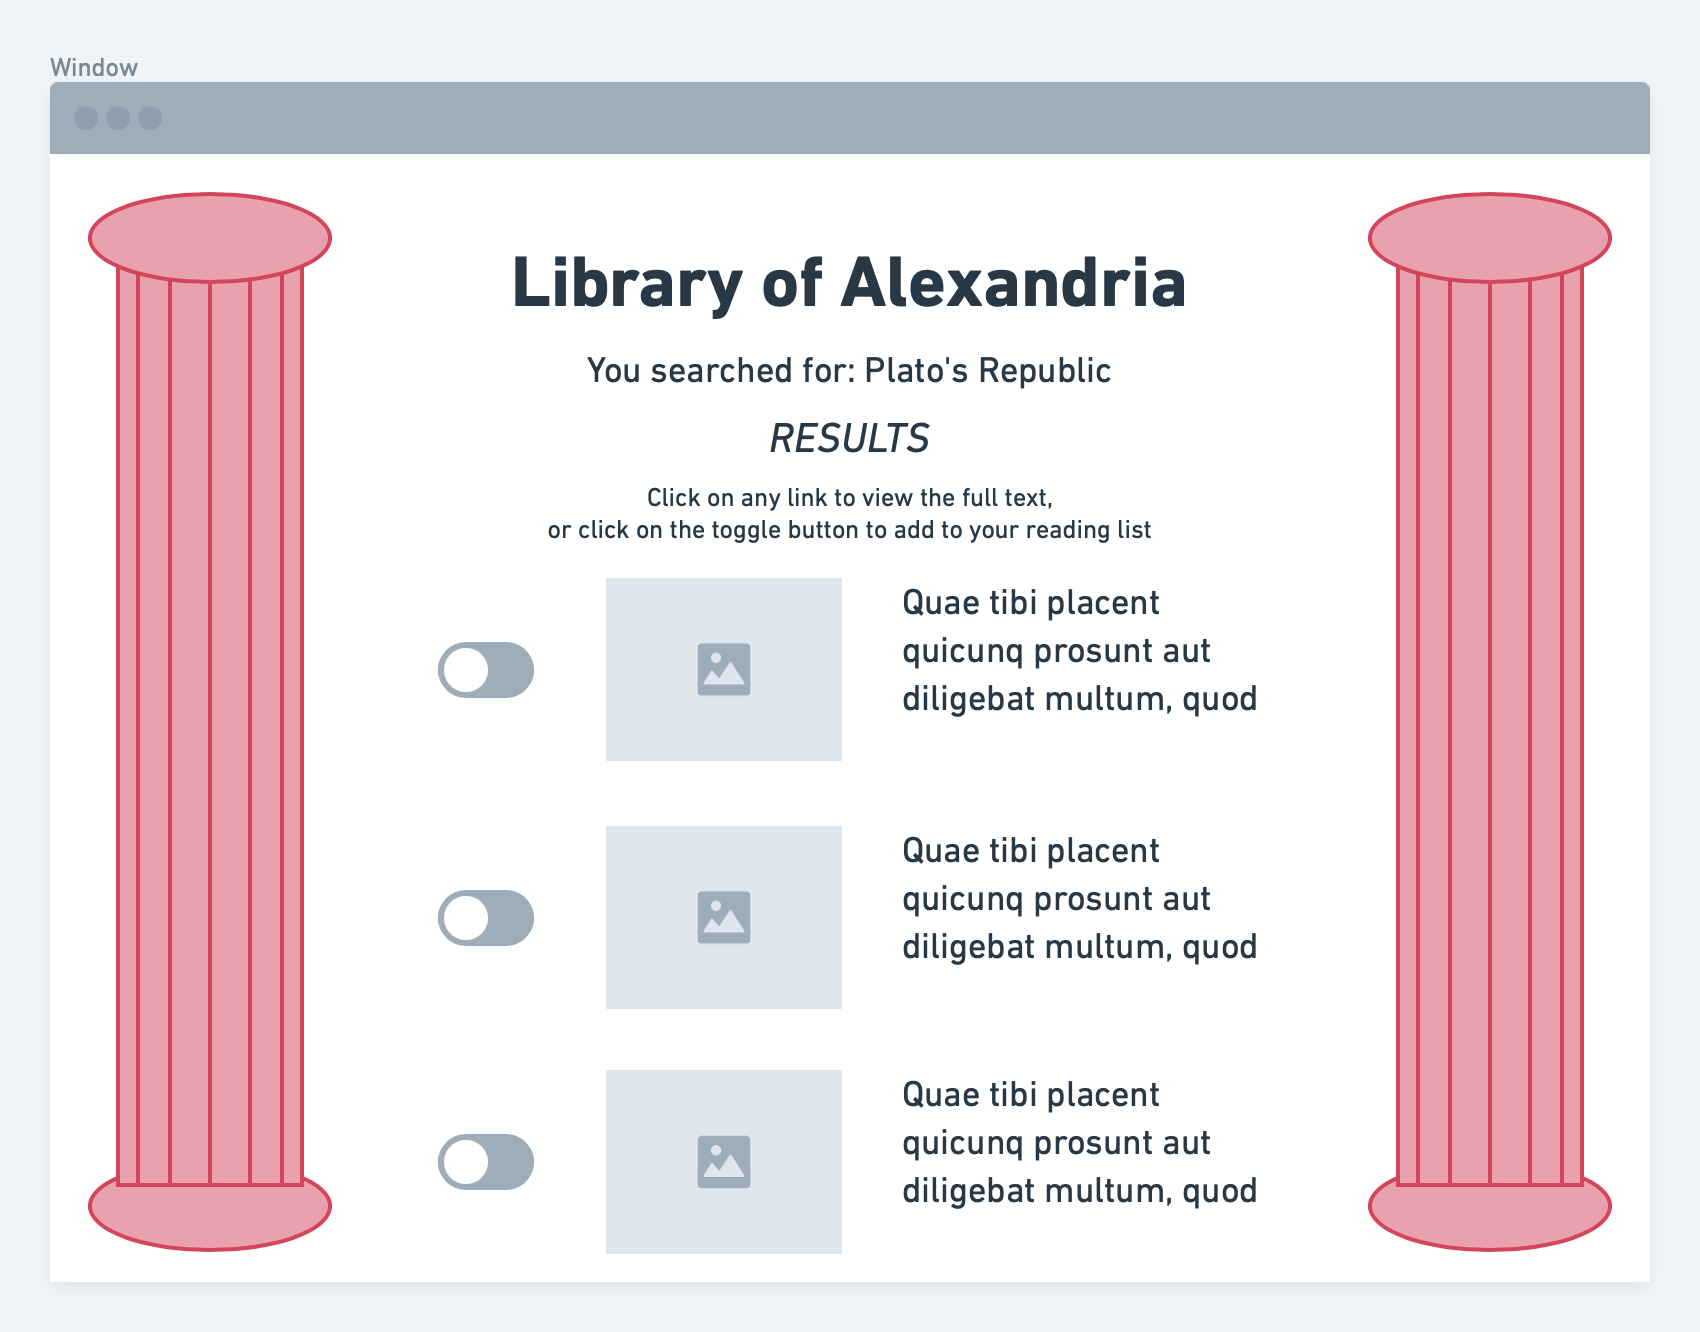 Window
Library of Alexandria
You searched for: Plato's Republic
RESULTS
Click on any link to view the full text,
or click on the toggle button to add to your reading list
Quae tibi placent
quicunq prosunt aut
diligebat multum, quod
Quae tibi placent
quicunq prosunt aut
diligebat multum, quod
Quae tibi placent
quicunq prosunt aut
diligebat multum, quod